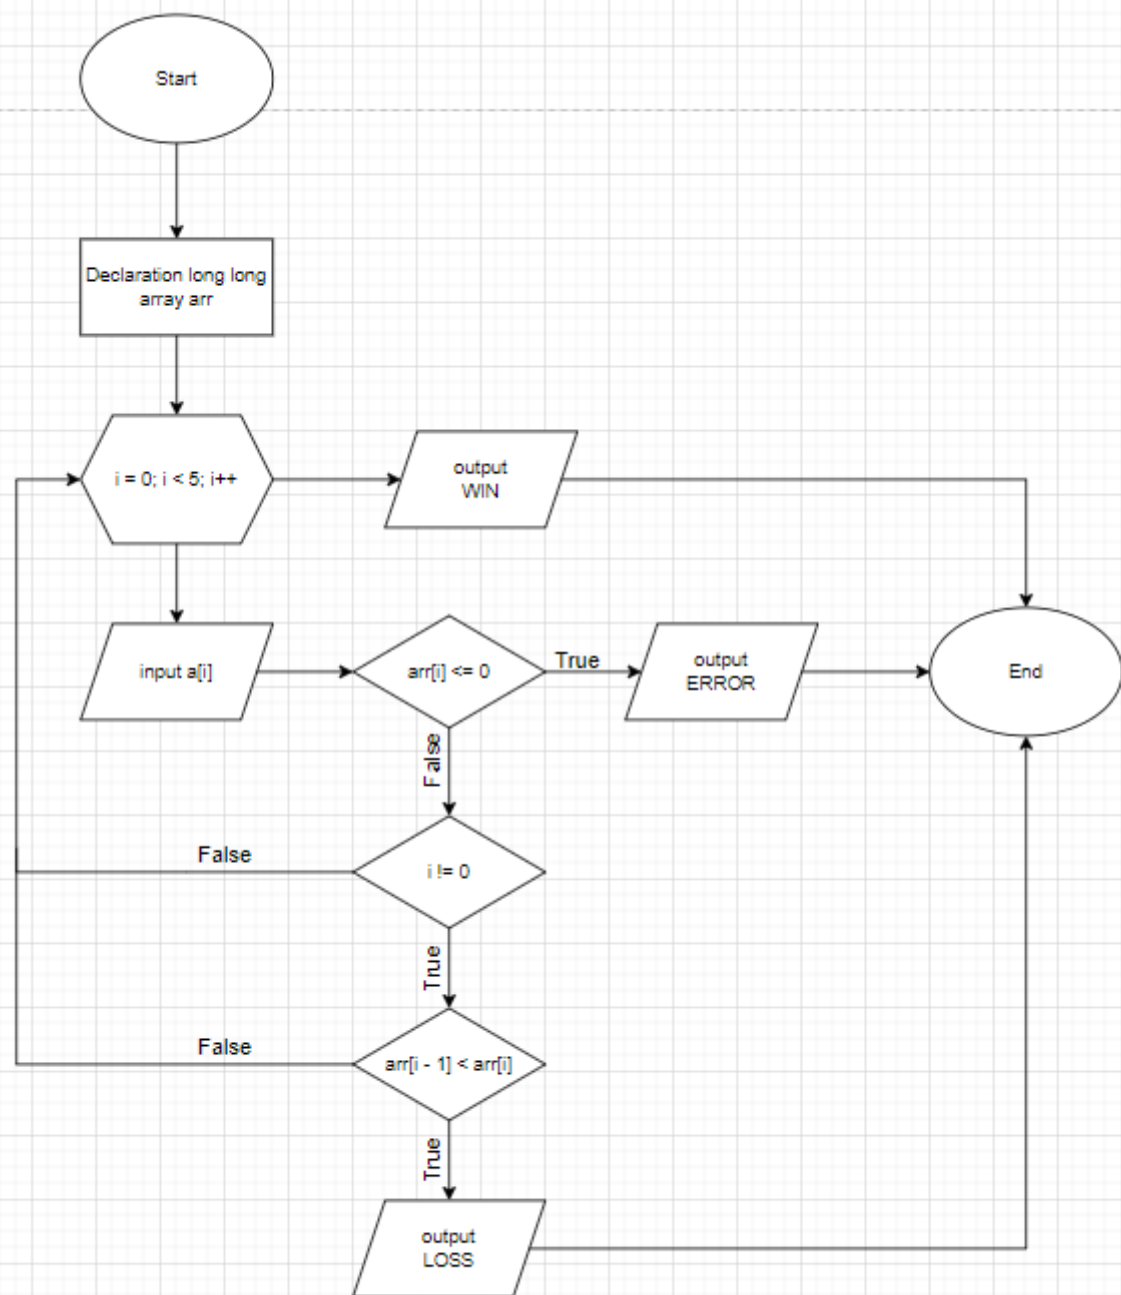 Start
Declaration long long
array arr
i = 0; i < 5; i++
output
WIN
input a[i]
arr[i] <= 0
True
output
ERROR
End
False
i != 0
False
True
arr[i - 1] < arr[i]
False
True
output
LOSS